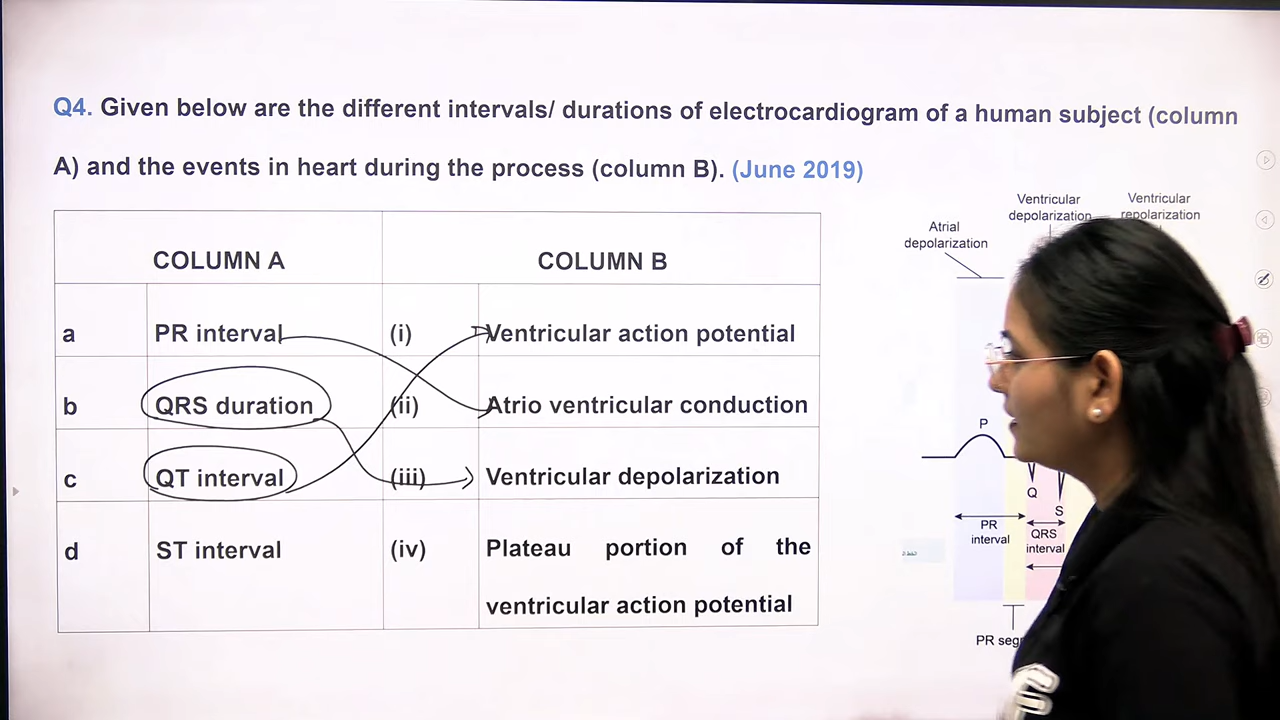 Q4. Given below are the different intervals/ durations of electrocardiogram of a human subject (column
A) and the events in heart during the process (column B). (June 2019)
COLUMN A COLUMN B
a PR interval (i) Ventricular action potential
b QRS duration (ii) Atrio ventricular conduction
c QT interval (iii) Ventricular depolarization
d ST interval (iv) Plateau portion of the
ventricular action potential
Ventricular
depolarization
Ventricular
repolarization
Atrial
depolarization
P
Q
S
PR
interval
QRS
interval
PR